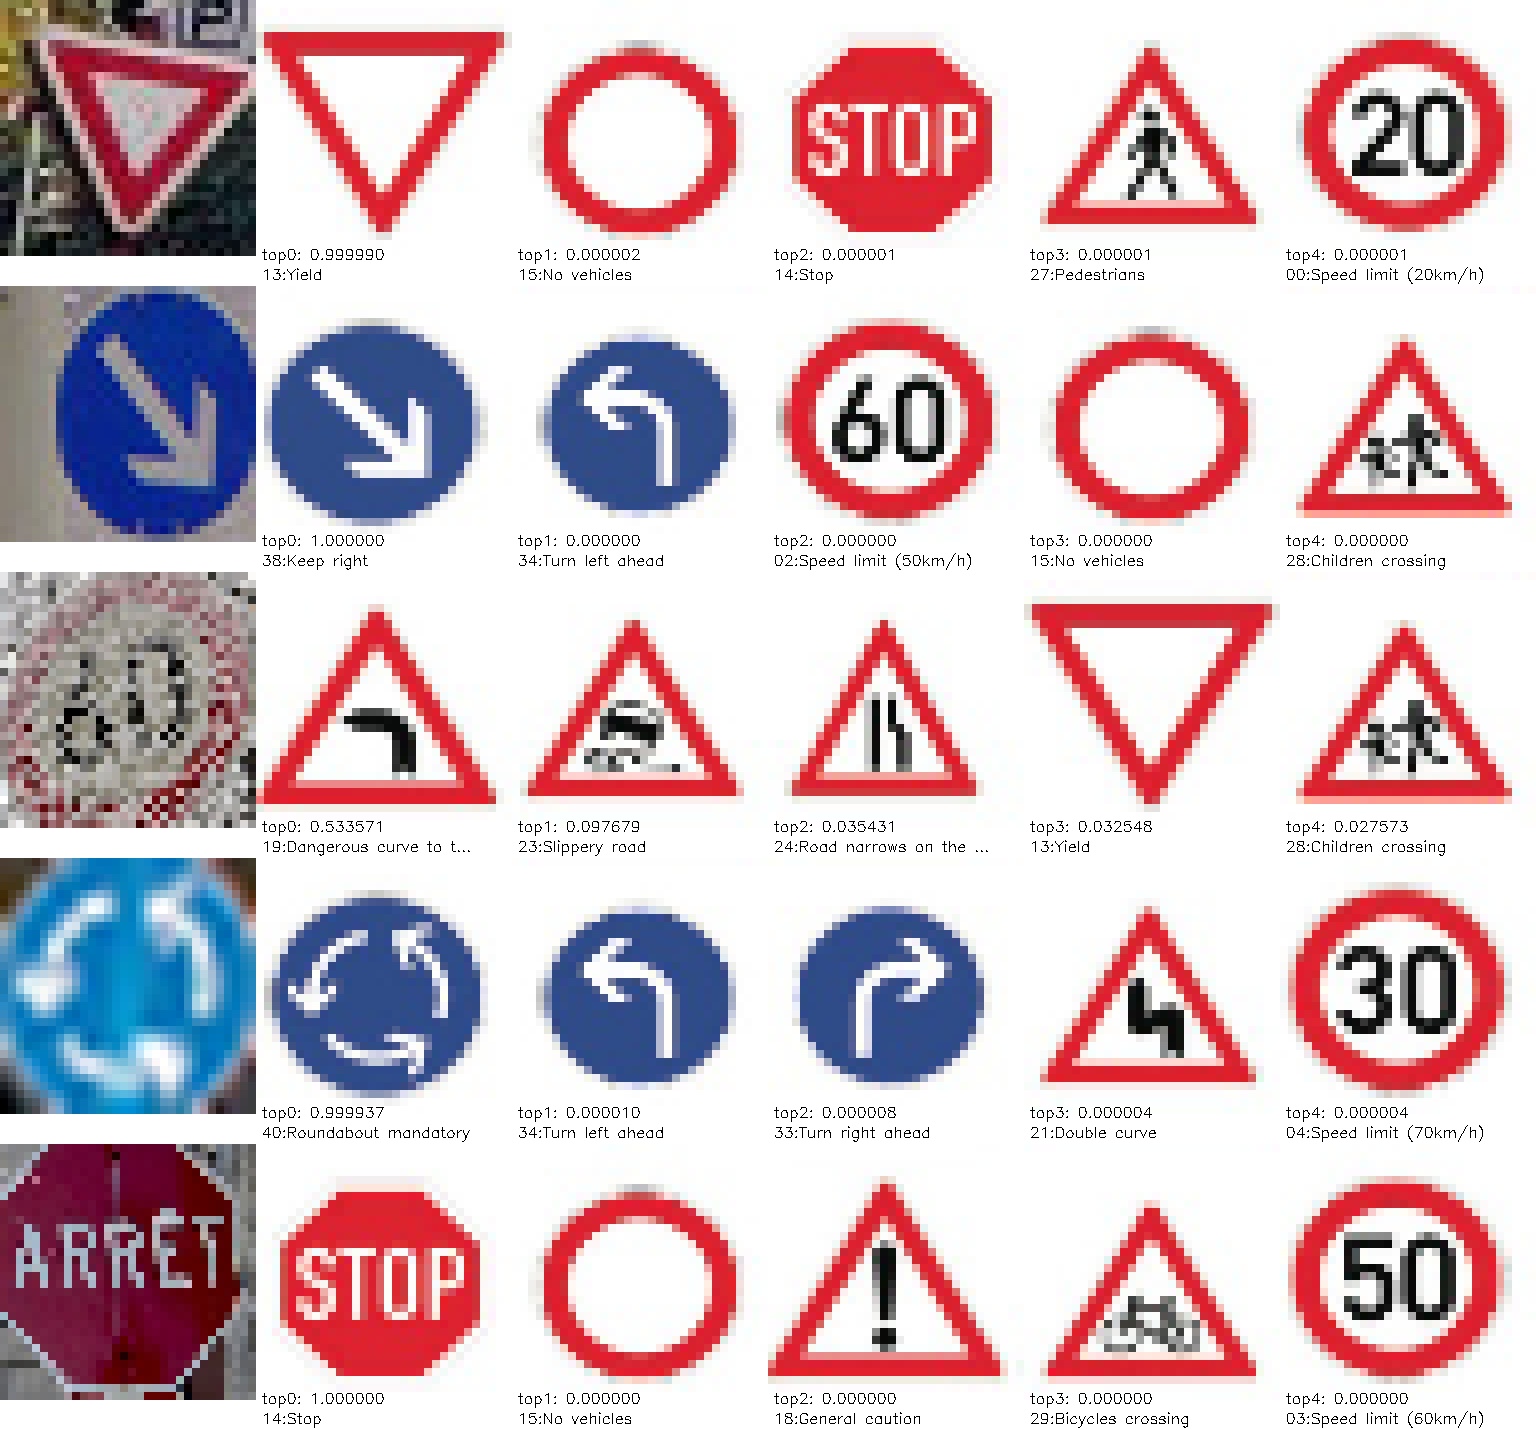 STOP
20
top0: 0.999990
13:Yield
top1: 0.000002
15:No vehicles
top2: 0.000001
14:Stop
top3: 0.000001
27:Pedestrians
top4: 0.000001
00:Speed limit (20km/h)
60
top0: 1.000000
38:Keep right
top1: 0.000000
34:Turn left ahead
top2: 0.000000
02:Speed limit (50km/h)
top3: 0.000000
15:No vehicles
top4: 0.000000
28:Children crossing
60
top0: 0.533571
19:Dangerous curve to t...
top1: 0.097679
23:Slippery road
top2: 0.035431
24:Road narrows on the ...
top3: 0.032548
13:Yield
top4: 0.027573
28:Children crossing
30
top0: 0.999937
40:Roundabout mandatory
top1: 0.000010
34:Turn left ahead
top2: 0.000008
33:Turn right ahead
top3: 0.000004
21:Double curve
top4: 0.000004
04:Speed limit (70km/h)
ARRÊT
STOP
50
top0: 1.000000
14:Stop
top1: 0.000000
15:No vehicles
top2: 0.000000
18:General caution
top3: 0.000000
29:Bicycles crossing
top4: 0.000000
03:Speed limit (60km/h)